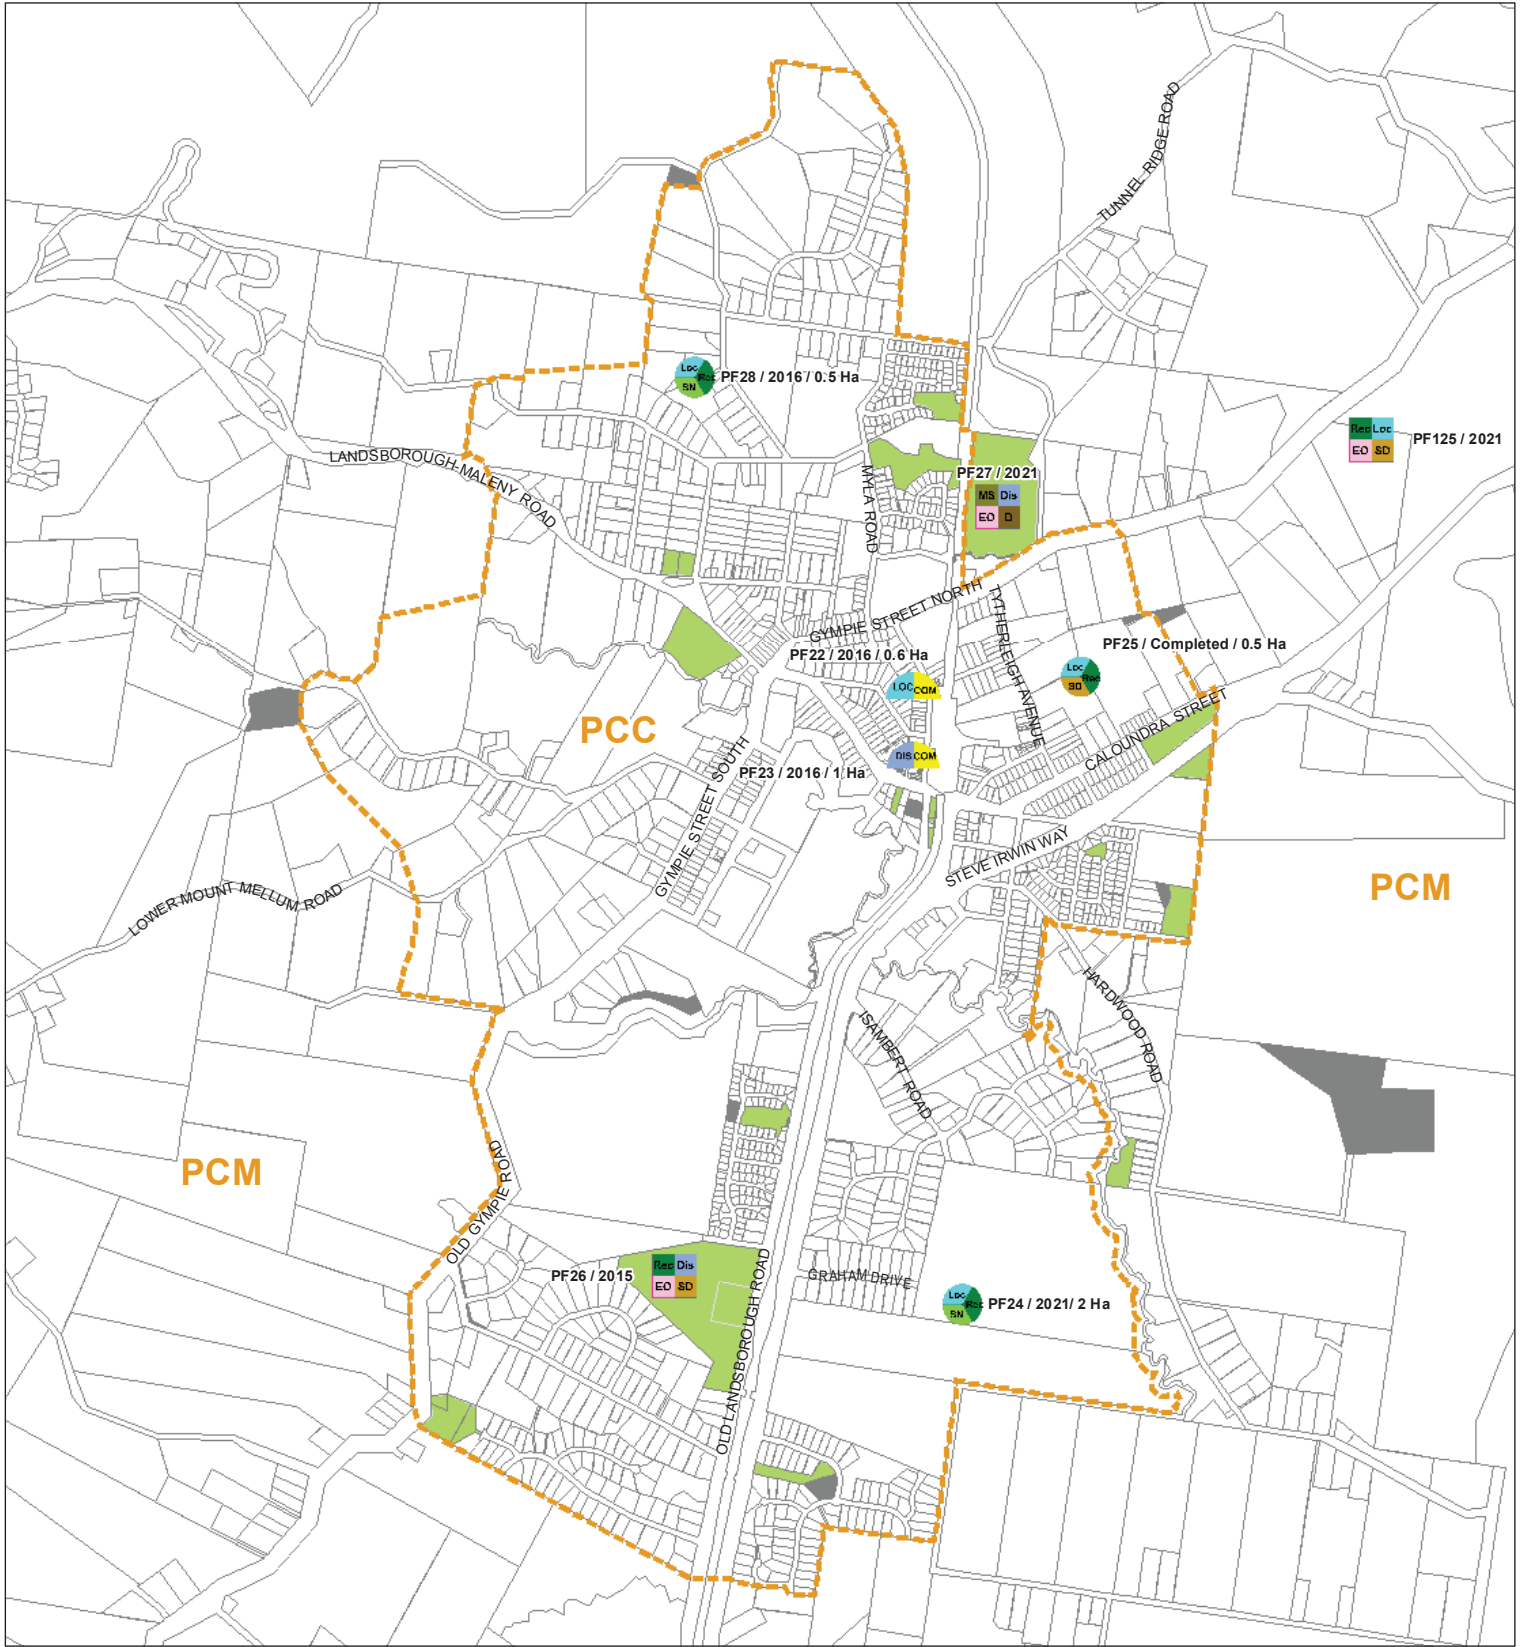 TUNNEL RIDGE ROAD
Loc
Rec
BN
PF28 / 2016 / 0.5 Ha
Rec Loc
EO SD
PF125 / 2021
LANDSBOROUGH-MALENY ROAD
MYLA ROAD
PF27 / 2021
MS Dis
EO D
GYMPIE STREET NORTH
TYTHERLEIGH AVENUE
PF25 / Completed / 0.5 Ha
PF22 / 2016 / 0.6 Ha
Loc
Rec
SD
LOC COM
PCC
CALOUNDRA STREET
GYMPIE STREET SOUTH
DIS COM
PF23 / 2016 / 1 Ha
STEVE IRWIN WAY
LOWER MOUNT MELLUM ROAD
PCM
HARDWOOD ROAD
ISAMBERT ROAD
PCM
OLD GYMPIE ROAD
PF26 / 2015
Rec Dis
EO SD
OLD LANDSBOROUGH ROAD
GRAHAM DRIVE
Loc
Rec
BN
PF24 / 2021/ 2 Ha